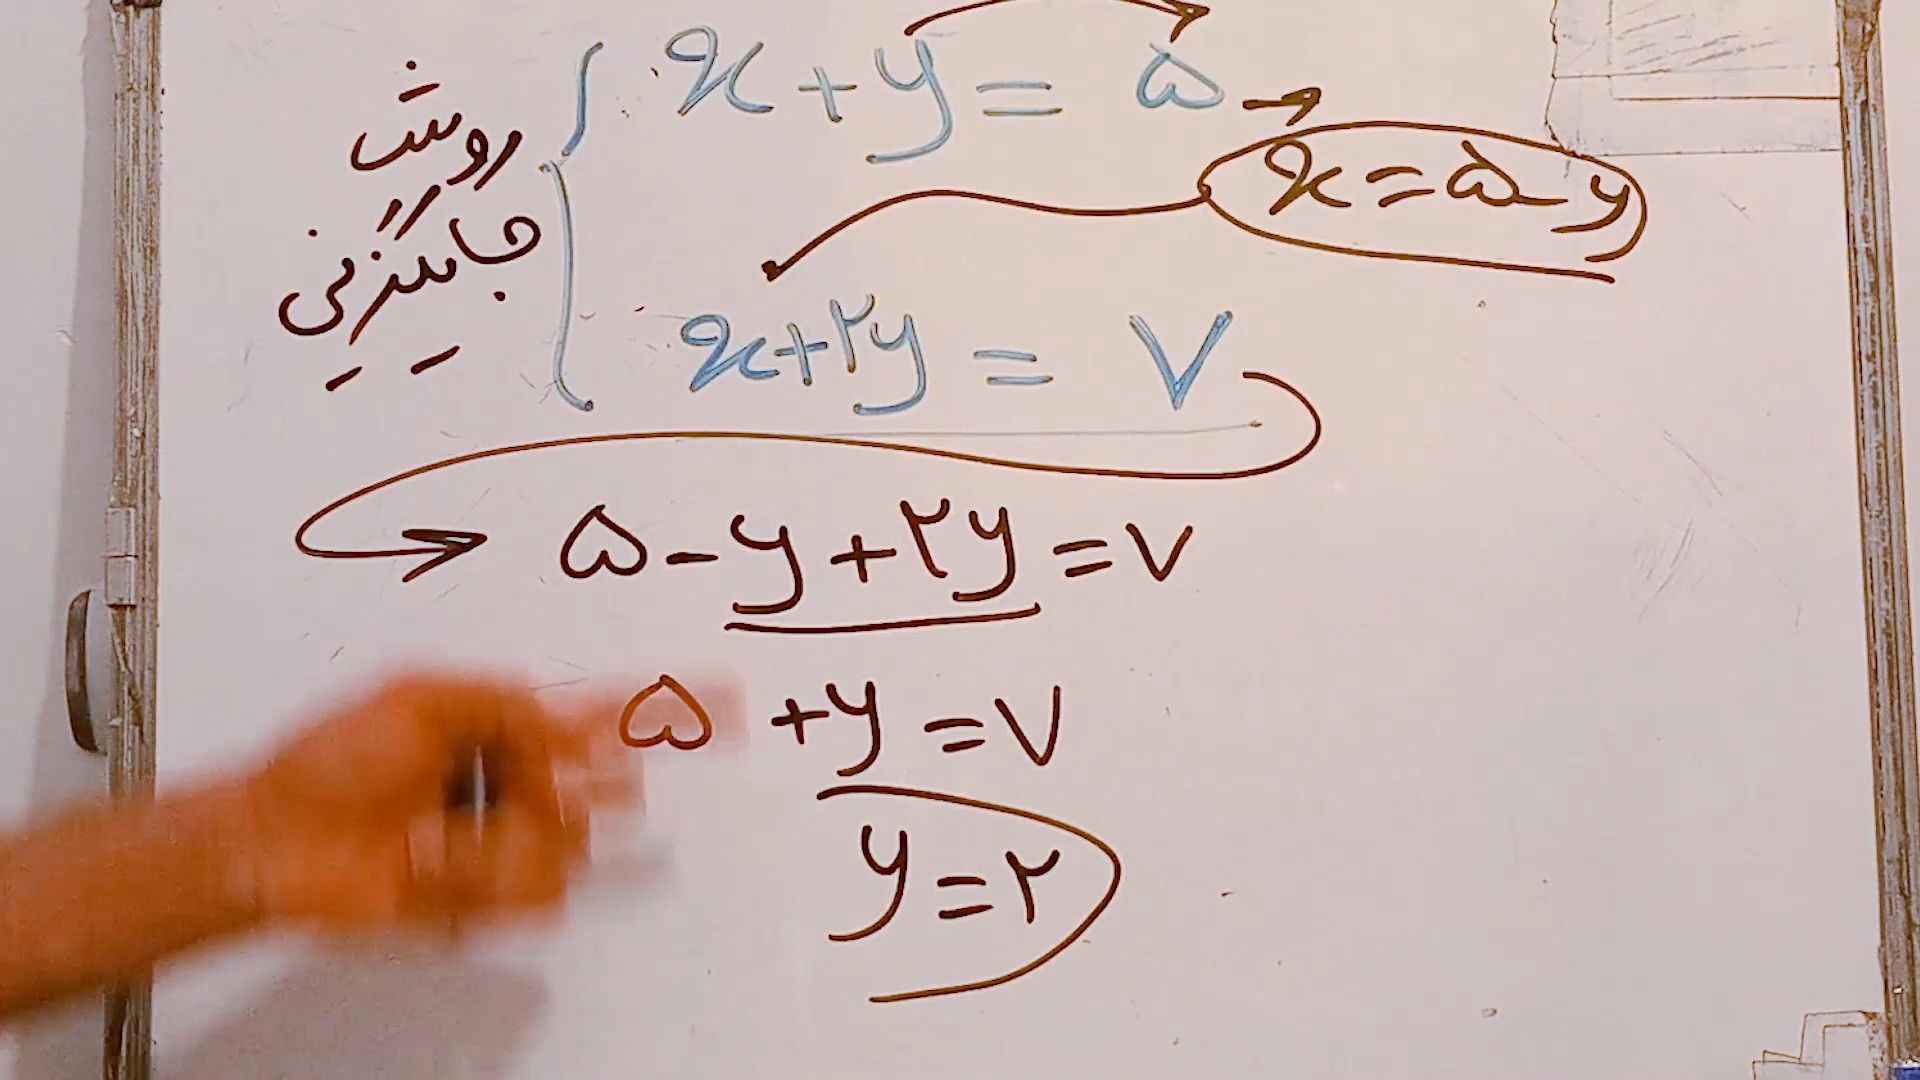 x+y=۵
x=۵-y
روش
جایگزینی
x+۲y=۷
۵-y+۲y=۷
۵+y=۷
y=۲